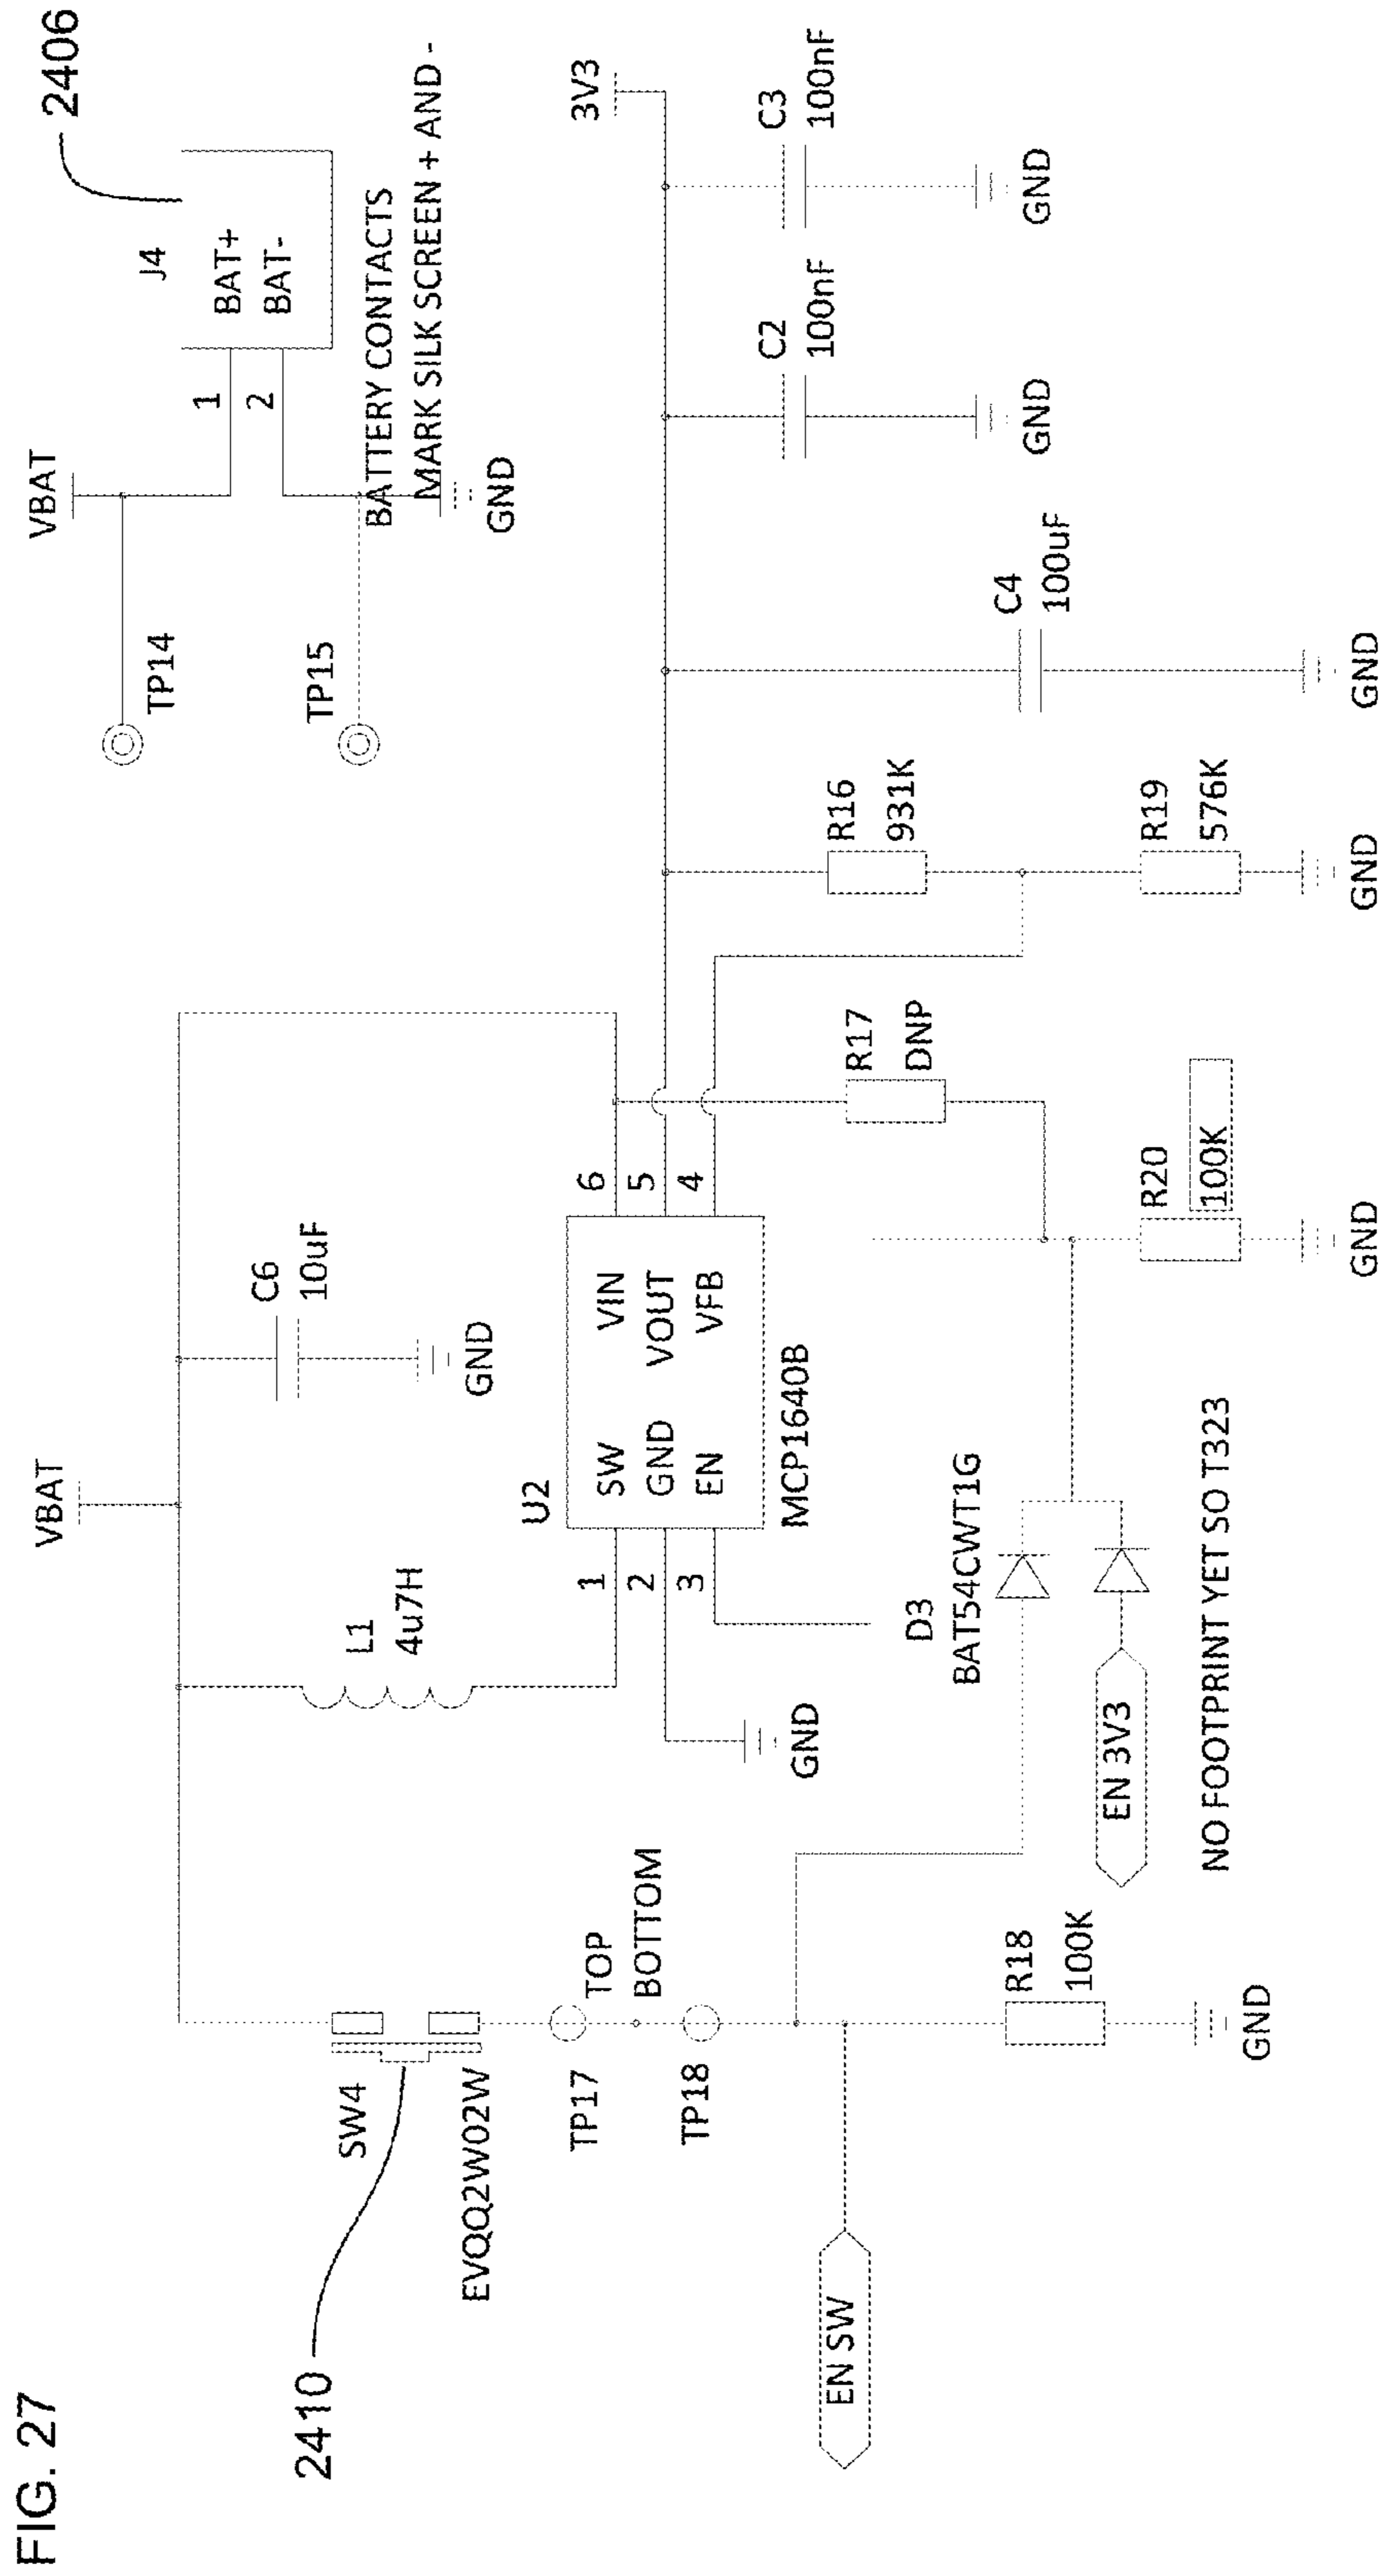 FIG. 27
2410
SW4
EVQQ2W02W
TP17
TOP
BOTTOM
TP18
EN SW
R18
100K
GND
VBAT
L1
4u7H
C6
10uF
GND
U2
SW
GND
EN
VIN
VOUT
VFB
1
2
3
6
5
4
MCP1640B
GND
D3
BAT54CWT1G
EN 3V3
NO FOOTPRINT YET SO T323
R17
DNP
R20
100K
GND
R16
931K
R19
576K
GND
C4
100uF
GND
C2
100nF
GND
C3
100nF
GND
3V3
VBAT
TP14
TP15
1
2
J4
BAT+
BAT-
2406
BATTERY CONTACTS
MARK SILK SCREEN + AND -
GND